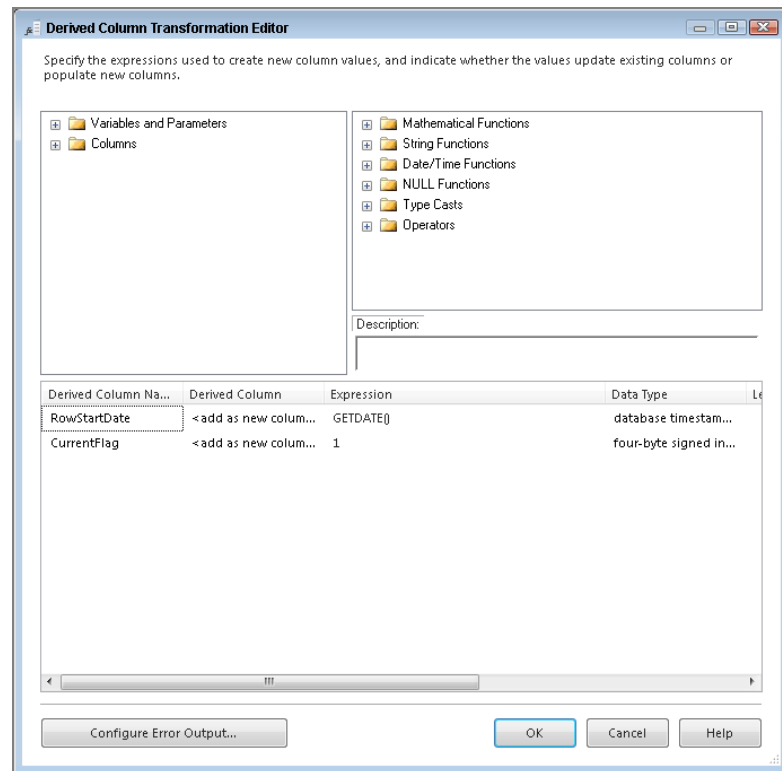 Derived Column Transformation Editor
Specify the expressions used to create new column values, and indicate whether the values update existing columns or
populate new columns.
Variables and Parameters
Columns
Mathematical Functions
String Functions
Date/Time Functions
NULL Functions
Type Casts
Operators
Description:
Derived Column Na... Derived Column Expression Data Type Le
RowStartDate <add as new colum... GETDATE() database timestam...
CurrentFlag <add as new colum... 1 four-byte signed in...
Configure Error Output... OK Cancel Help